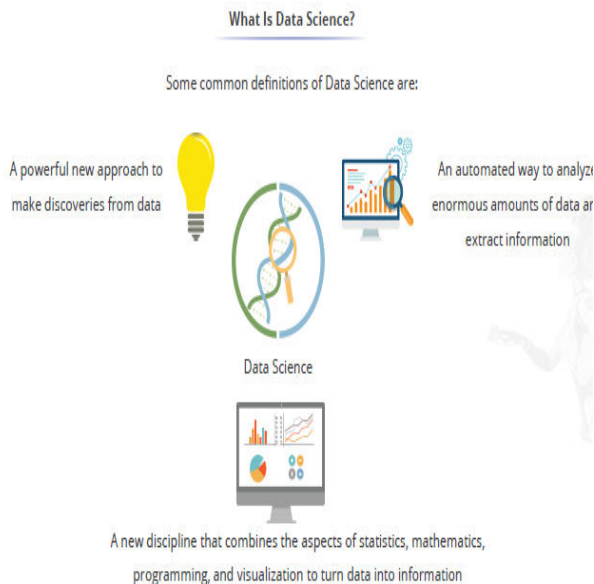 What Is Data Science?
Some common definitions of Data Science are:
A powerful new approach to
make discoveries from data
An automated way to analyze
enormous amounts of data an
extract information
Data Science
A new discipline that combines the aspects of statistics, mathematics,
programming, and visualization to turn data into information